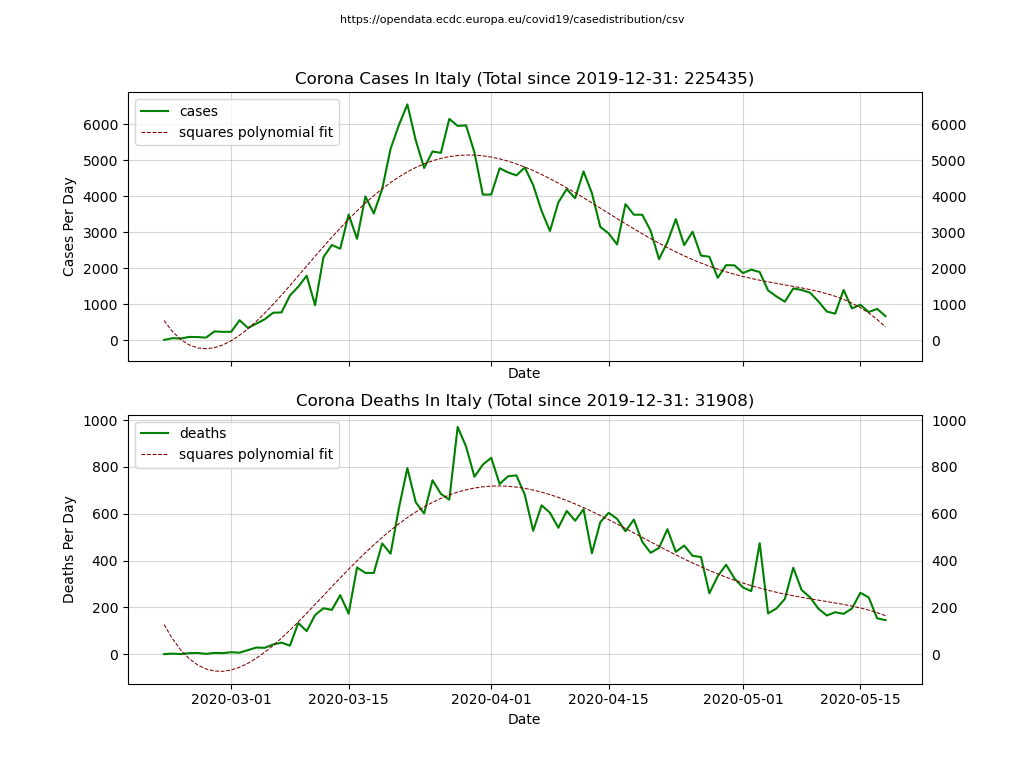 https://opendata.ecdc.europa.eu/covid19/casedistribution/csv
Corona Cases In Italy (Total since 2019-12-31: 225435)
cases
squares polynomial fit
Cases Per Day
6000
5000
4000
3000
2000
1000
0
6000
5000
4000
3000
2000
1000
0
Date
Corona Deaths In Italy (Total since 2019-12-31: 31908)
deaths
squares polynomial fit
Deaths Per Day
1000
800
600
400
200
0
1000
800
600
400
200
0
2020-03-01 2020-03-15 2020-04-01 2020-04-15 2020-05-01 2020-05-15
Date